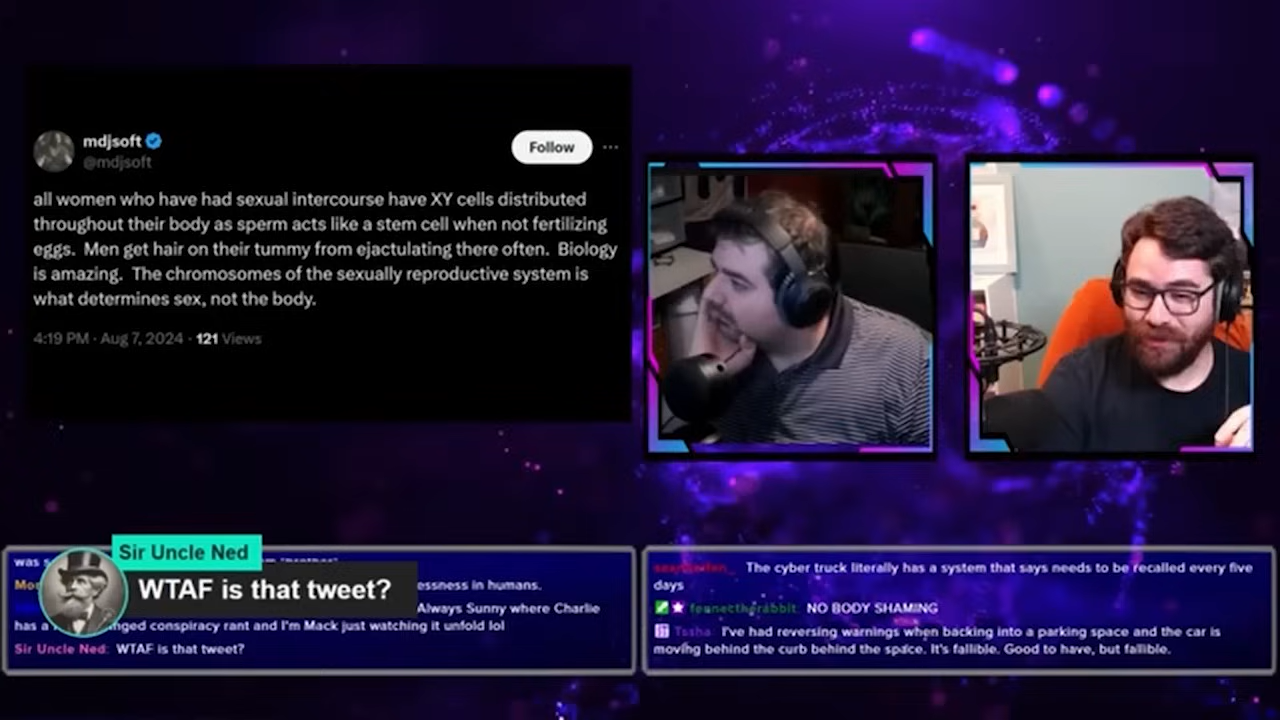 mdjsoft
@mdjsoft
Follow
all women who have had sexual intercourse have XY cells distributed
throughout their body as sperm acts like a stem cell when not fertilizing
eggs. Men get hair on their tummy from ejactulating there often. Biology
is amazing. The chromosomes of the sexually reproductive system is
what determines sex, not the body.
4:19 PM · Aug 7, 2024 · 121 Views
Sir Uncle Ned
WTAF is that tweet?
was
essness in humans.
Always Sunny where Charlie
has a conspiracy rant and I'm Mack just watching it unfold lol
Sir Uncle Ned: WTAF is that tweet?
The cyber truck literally has a system that says needs to be recalled every five
days
fennectherabbit: NO BODY SHAMING
Tssha: I've had reversing warnings when backing into a parking space and the car is
moving behind the curb behind the space. It's fallible. Good to have, but fallible.